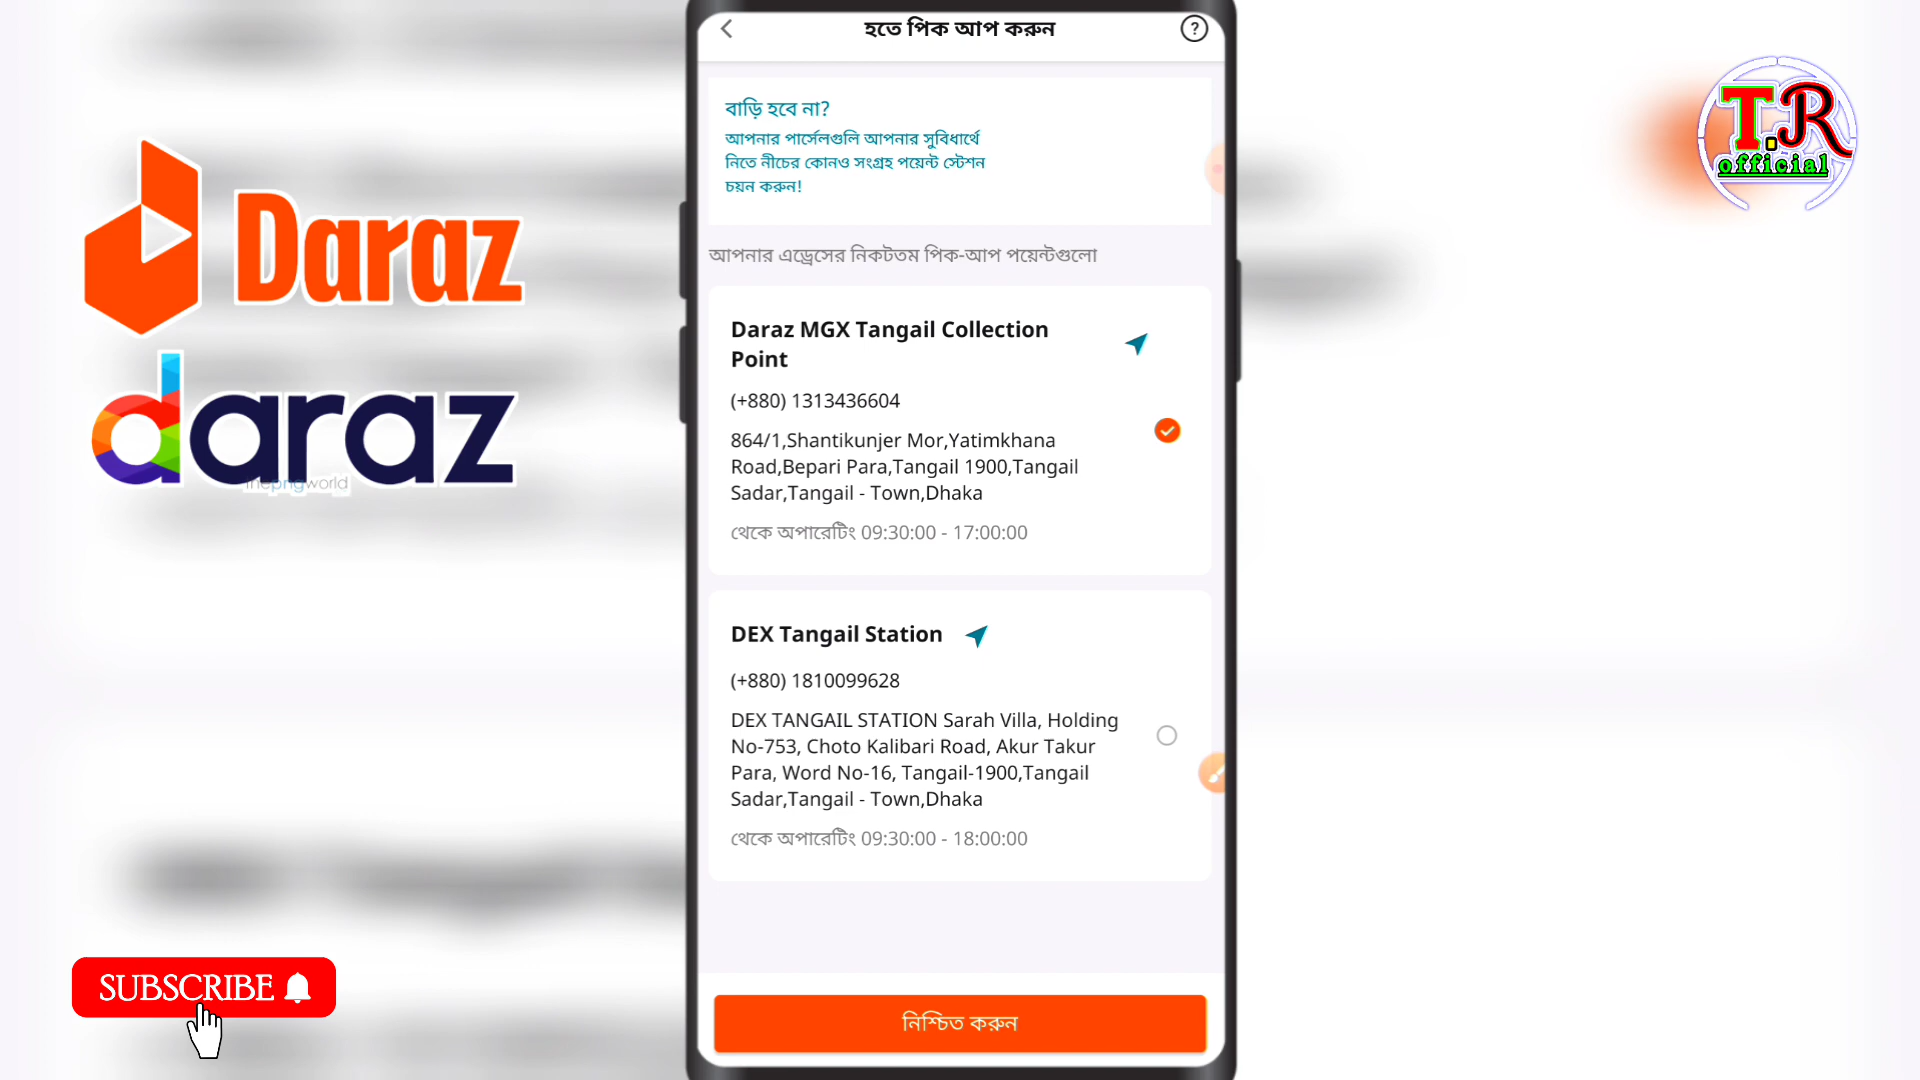 হতে পিক আপ করুন
?
বাড়ি হবে না?
আপনার পার্সেলগুলি আপনার সুবিধার্থে
নিতে নীচের কোনও সংগ্রহ পয়েন্ট স্টেশন
চয়ন করুন!
আপনার এড্রেসের নিকটতম পিক-আপ পয়েন্টগুলো
Daraz MGX Tangail Collection
Point
(+880) 1313436604
864/1,Shantikunjer Mor,Yatimkhana
Road,Bepari Para,Tangail 1900,Tangail
Sadar,Tangail - Town,Dhaka
থেকে অপারেটিং 09:30:00 - 17:00:00
DEX Tangail Station
(+880) 1810099628
DEX TANGAIL STATION Sarah Villa, Holding
No-753, Choto Kalibari Road, Akur Takur
Para, Word No-16, Tangail-1900,Tangail
Sadar,Tangail - Town,Dhaka
থেকে অপারেটিং 09:30:00 - 18:00:00
নিশ্চিত করুন
Daraz
daraz
thepngworld
SUBSCRIBE
T.R
official